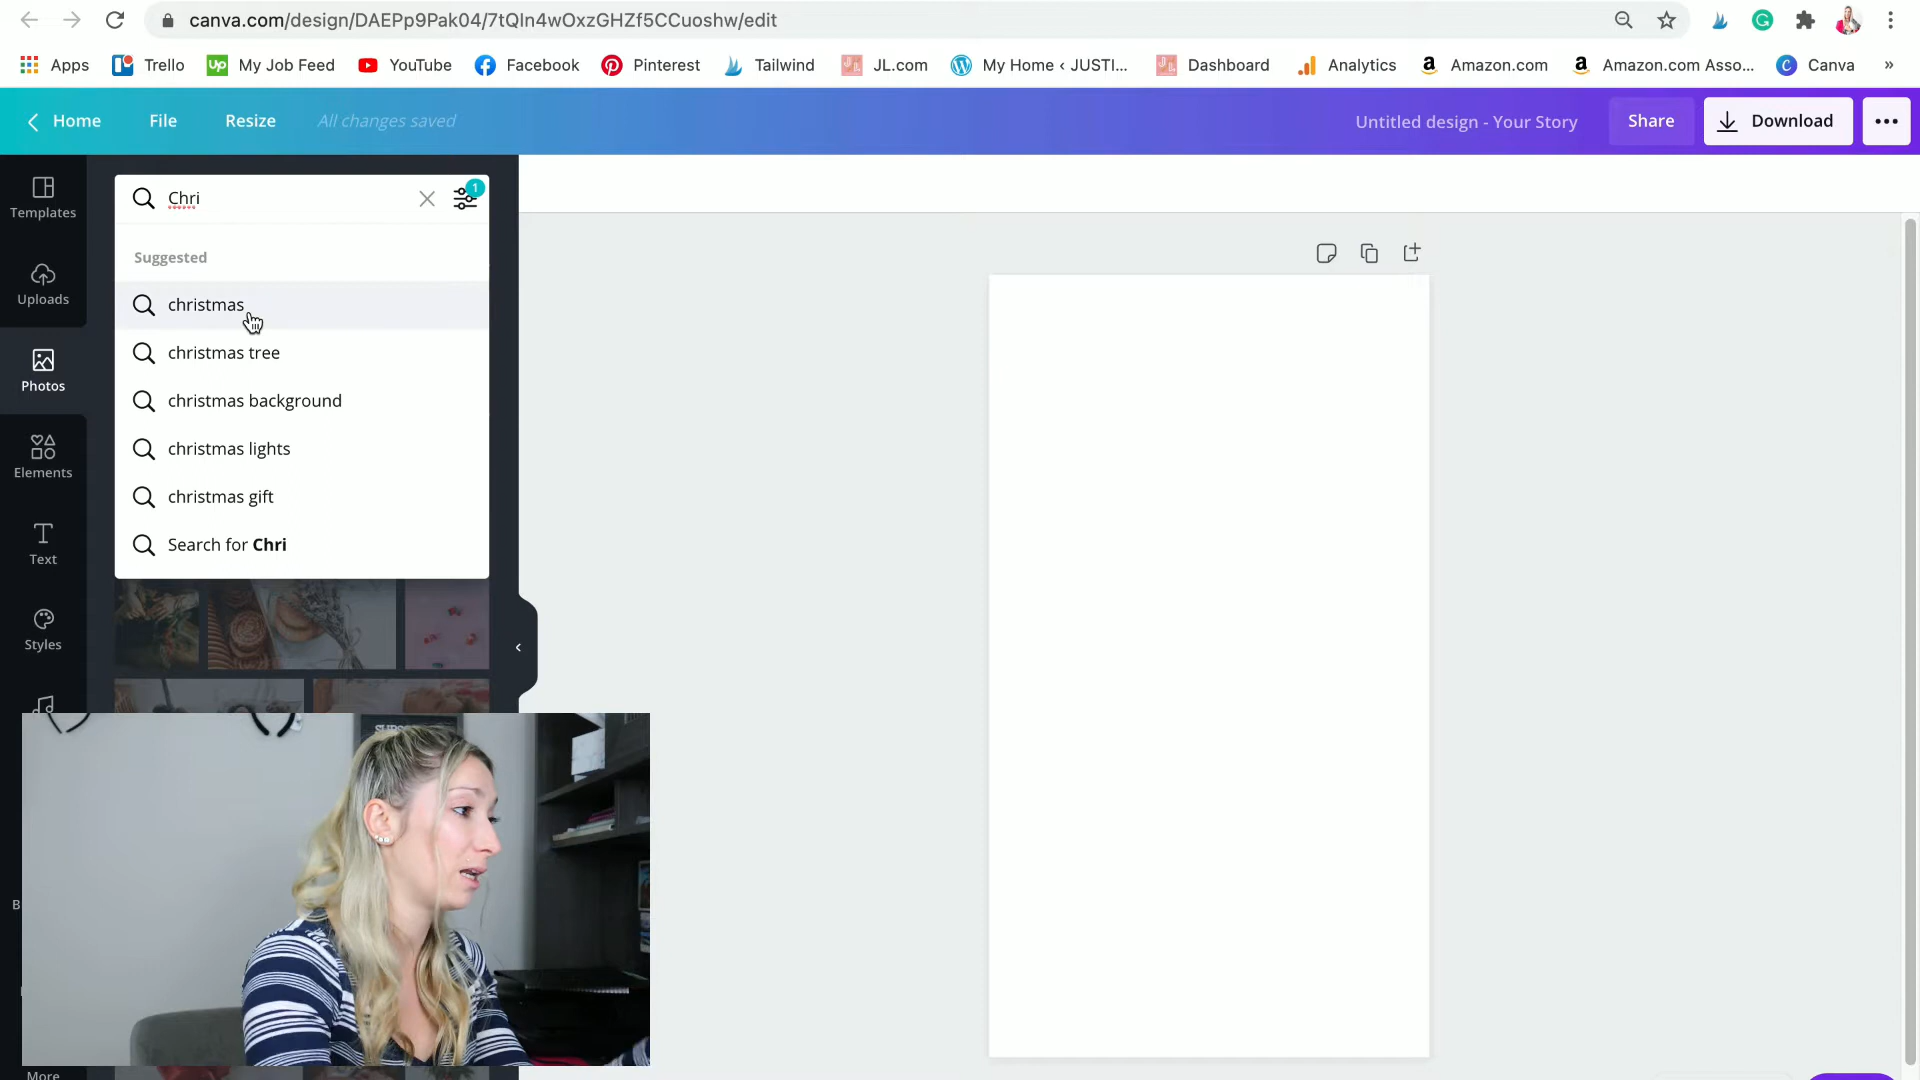 canva.com/design/DAEPp9Pak04/7tQIn4wOxzGHZf5CCuoshw/edit
Apps Trello My Job Feed YouTube Facebook Pinterest Tailwind JL.com My Home ‹ JUSTI... Dashboard Analytics Amazon.com Amazon.com Asso... Canva »
Home File Resize All changes saved Untitled design - Your Story Share Download
Templates
Uploads
Photos
Elements
Text
Styles
More
Chri
1
Suggested
christmas
christmas tree
christmas background
christmas lights
christmas gift
Search for Chri